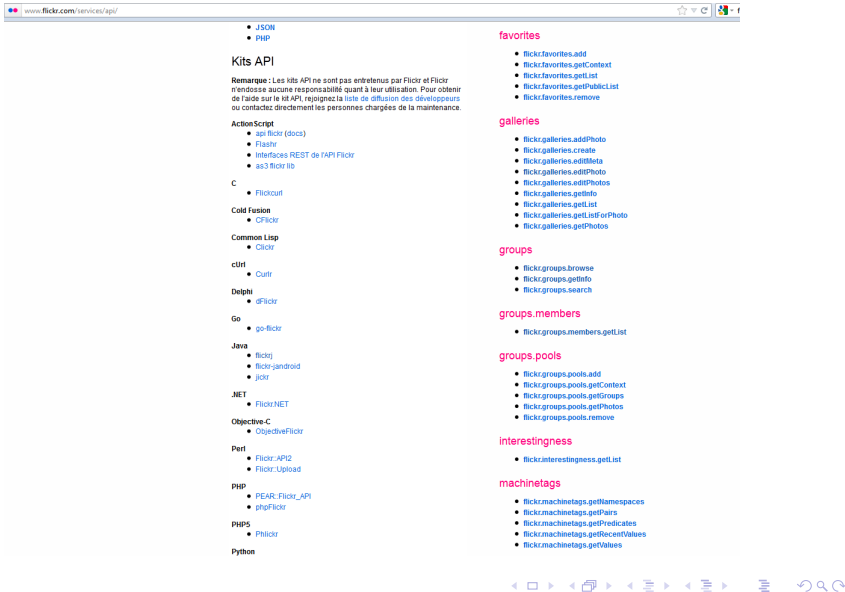 www.flickr.com/services/api/
JSON
PHP
Kits API
Remarque : Les kits API ne sont pas entretenus par Flickr et Flickr
n'endosse aucune responsabilité quant à leur utilisation. Pour obtenir
de l'aide sur le kit API, rejoignez la liste de diffusion des développeurs
ou contactez directement les personnes chargées de la maintenance.
ActionScript
api flickr (docs)
Flashr
Interfaces REST de l'API Flickr
as3 flickr lib
C
Flickcurl
Cold Fusion
CFlickr
Common Lisp
Clickr
cUrl
Curlr
Delphi
dFlickr
Go
go-flickr
Java
flickrj
flickr-jandroid
jickr
.NET
Flickr.NET
Objective-C
ObjectiveFlickr
Perl
Flickr::API2
Flickr::Upload
PHP
PEAR::Flickr_API
phpFlickr
PHP5
Phlickr
Python
favorites
flickr.favorites.add
flickr.favorites.getContext
flickr.favorites.getList
flickr.favorites.getPublicList
flickr.favorites.remove
galleries
flickr.galleries.addPhoto
flickr.galleries.create
flickr.galleries.editMeta
flickr.galleries.editPhoto
flickr.galleries.editPhotos
flickr.galleries.getInfo
flickr.galleries.getList
flickr.galleries.getListForPhoto
flickr.galleries.getPhotos
groups
flickr.groups.browse
flickr.groups.getInfo
flickr.groups.search
groups.members
flickr.groups.members.getList
groups.pools
flickr.groups.pools.add
flickr.groups.pools.getContext
flickr.groups.pools.getGroups
flickr.groups.pools.getPhotos
flickr.groups.pools.remove
interestingness
flickr.interestingness.getList
machinetags
flickr.machinetags.getNamespaces
flickr.machinetags.getPairs
flickr.machinetags.getPredicates
flickr.machinetags.getRecentValues
flickr.machinetags.getValues